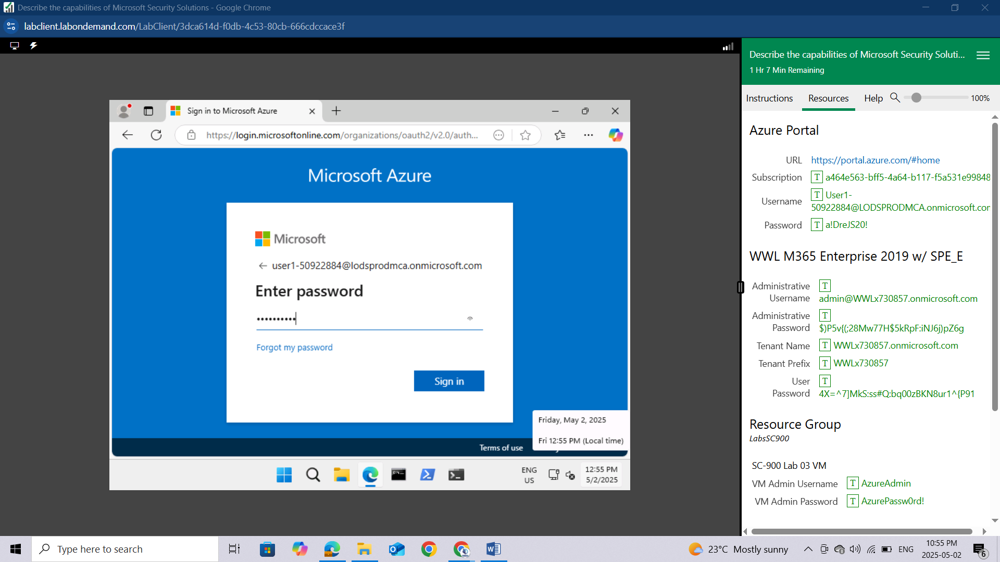 Describe the capabilities of Microsoft Security Solutions - Google Chrome
labclient.labondemand.com/LabClient/3dca614d-f0db-4c53-80cb-666cdccace3f
Describe the capabilities of Microsoft Security Soluti...
1 Hr 7 Min Remaining
Instructions
Resources
Help
100%
Sign in to Microsoft Azure
https://login.microsoftonline.com/organizations/oauth2/v2.0/auth...
Microsoft Azure
Microsoft
user1-50922884@lodsprodmca.onmicrosoft.com
Enter password
Forgot my password
Sign in
Friday, May 2, 2025
Fri 12:55 PM (Local time)
Terms of use
ENG
US
12:55 PM
5/2/2025
Azure Portal
URL https://portal.azure.com/#home
Subscription T a464e563-bff5-4a64-b117-f5a531e99848
Username T User1-
50922884@LODSPRODMCA.onmicrosoft.com
Password T a!DreJS20!
WWL M365 Enterprise 2019 w/ SPE_E
Administrative Username T
admin@WWLx730857.onmicrosoft.com
Administrative Password T
$)P5v{(;28Mw77H$5kRpF:iNJ6j)pZ6g
Tenant Name T WWLx730857.onmicrosoft.com
Tenant Prefix T WWLx730857
User Password T
4X=^7]MkS:ss#Q:bq00zBKN8ur1^{P91
Resource Group
LabsSC900
SC-900 Lab 03 VM
VM Admin Username T AzureAdmin
VM Admin Password T AzurePassw0rd!
Type here to search
23°C Mostly sunny
ENG
10:55 PM
2025-05-02
6